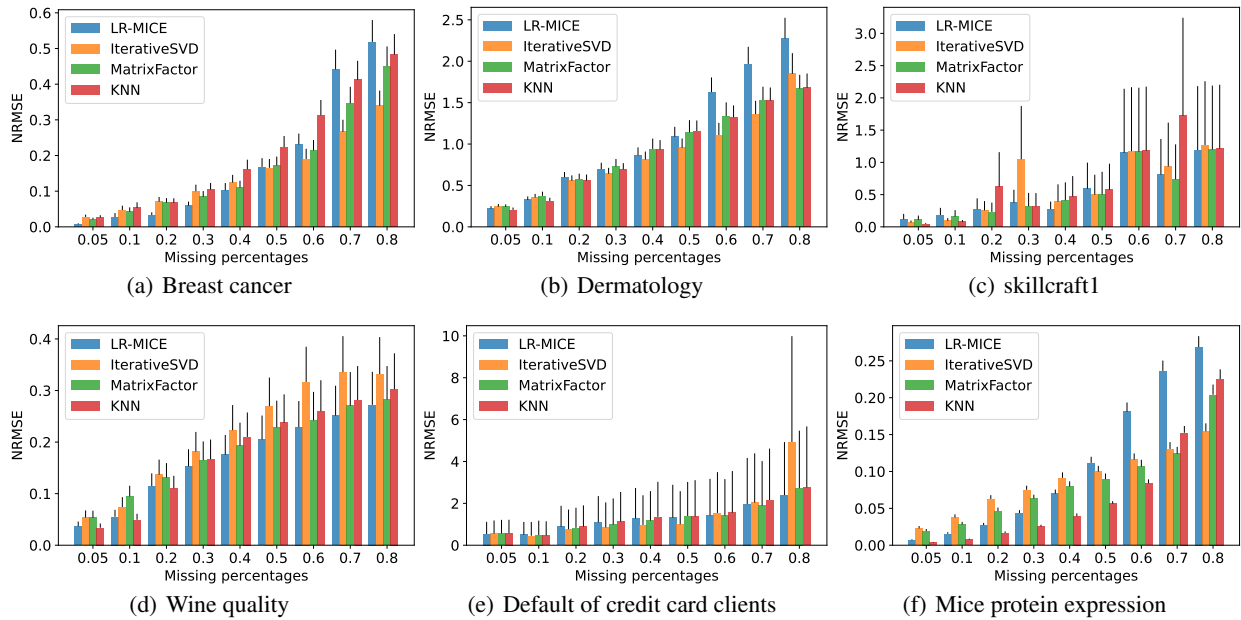 0.6
0.5
0.4
0.3
0.2
0.1
0.0
NRMSE
LR-MICE
IterativeSVD
MatrixFactor
KNN
0.05 0.1 0.2 0.3 0.4 0.5 0.6 0.7 0.8
Missing percentages
(a) Breast cancer
2.5
2.0
1.5
1.0
0.5
0.0
NRMSE
LR-MICE
IterativeSVD
MatrixFactor
KNN
0.05 0.1 0.2 0.3 0.4 0.5 0.6 0.7 0.8
Missing percentages
(b) Dermatology
3.0
2.5
2.0
1.5
1.0
0.5
0.0
NRMSE
LR-MICE
IterativeSVD
MatrixFactor
KNN
0.05 0.1 0.2 0.3 0.4 0.5 0.6 0.7 0.8
Missing percentages
(c) skillcraft1
0.4
0.3
0.2
0.1
0.0
NRMSE
LR-MICE
IterativeSVD
MatrixFactor
KNN
0.05 0.1 0.2 0.3 0.4 0.5 0.6 0.7 0.8
Missing percentages
(d) Wine quality
10
8
6
4
2
0
NRMSE
LR-MICE
IterativeSVD
MatrixFactor
KNN
0.05 0.1 0.2 0.3 0.4 0.5 0.6 0.7 0.8
Missing percentages
(e) Default of credit card clients
0.25
0.20
0.15
0.10
0.05
0.00
NRMSE
LR-MICE
IterativeSVD
MatrixFactor
KNN
0.05 0.1 0.2 0.3 0.4 0.5 0.6 0.7 0.8
Missing percentages
(f) Mice protein expression